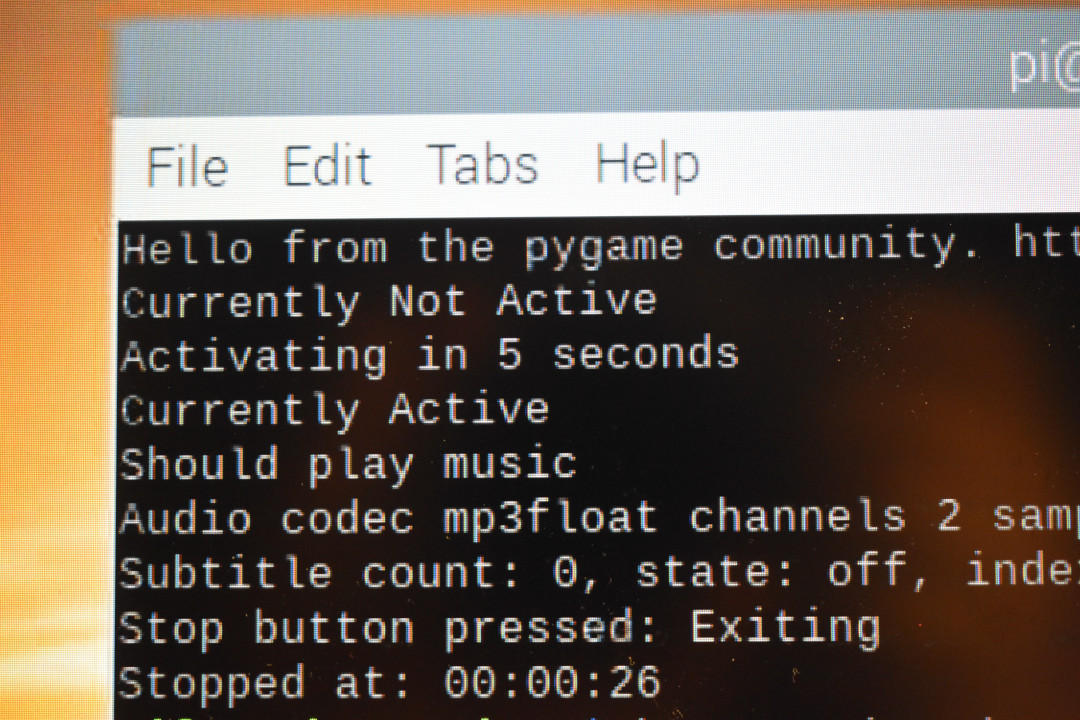 pi@
File Edit Tabs Help
Hello from the pygame community. htt
Currently Not Active
Activating in 5 seconds
Currently Active
Should play music
Audio codec mp3float channels 2 samp
Subtitle count: 0, state: off, index
Stop button pressed: Exiting
Stopped at: 00:00:26